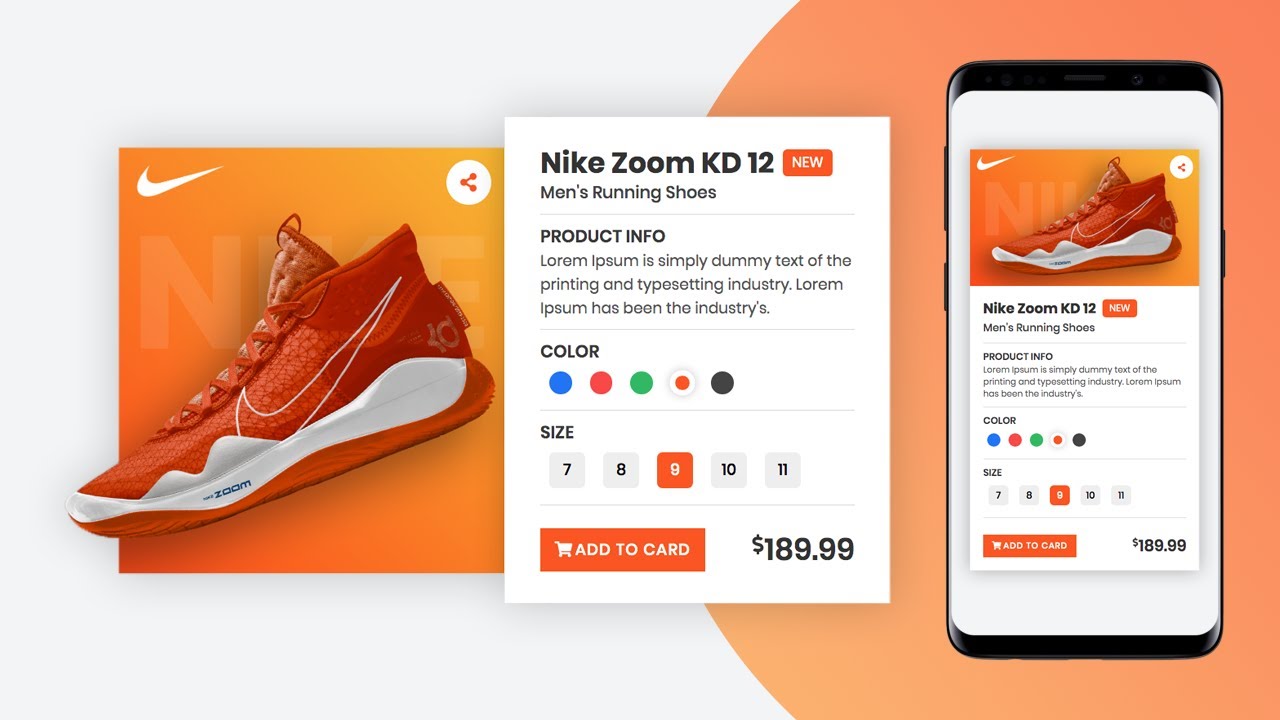 NIKE
NIKE ZOOM
Nike Zoom KD 12 NEW
Men's Running Shoes
PRODUCT INFO
Lorem Ipsum is simply dummy text of the
printing and typesetting industry. Lorem
Ipsum has been the industry's.
COLOR
SIZE
7 8 9 10 11
ADD TO CARD $189.99
NIKE
ZOOM
Nike Zoom KD 12 NEW
Men's Running Shoes
PRODUCT INFO
Lorem Ipsum is simply dummy text of the
printing and typesetting industry. Lorem Ipsum
has been the industry's.
COLOR
SIZE
7 8 9 10 11
ADD TO CARD $189.99